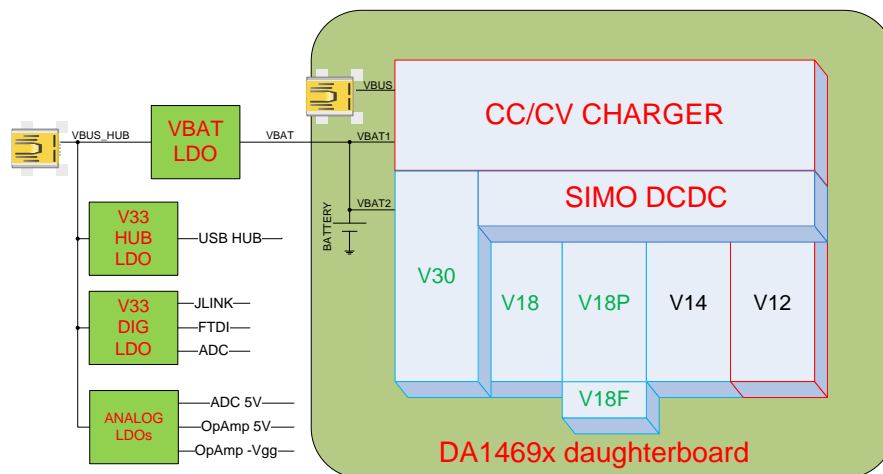 VBUS
CC/CV CHARGER
VBUS_HUB
VBAT
LDO
VBAT
VBAT1
SIMO DCDC
VBAT2
BATTERY
V33
HUB
LDO
USB HUB
V30
V18
V18P
V14
V12
V33
DIG
LDO
JLINK
FTDI
ADC
V18F
ANALOG
LDOs
ADC 5V
OpAmp 5V
OpAmp -Vgg
DA1469x daughterboard